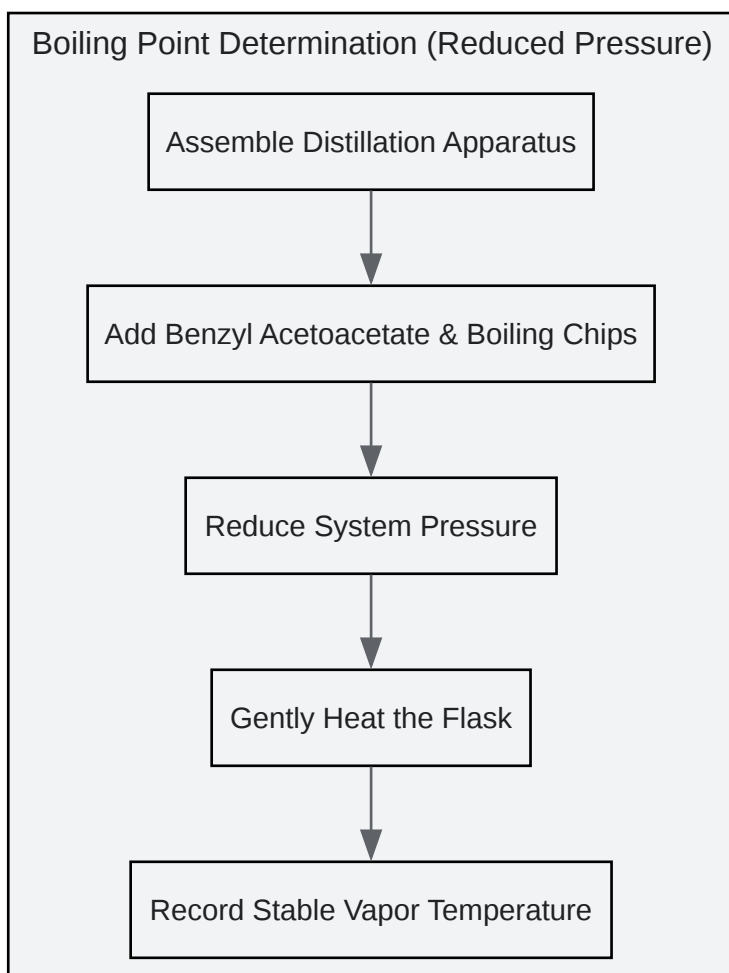 Boiling Point Determination (Reduced Pressure)
Assemble Distillation Apparatus
Add Benzyl Acetoacetate & Boiling Chips
Reduce System Pressure
Gently Heat the Flask
Record Stable Vapor Temperature